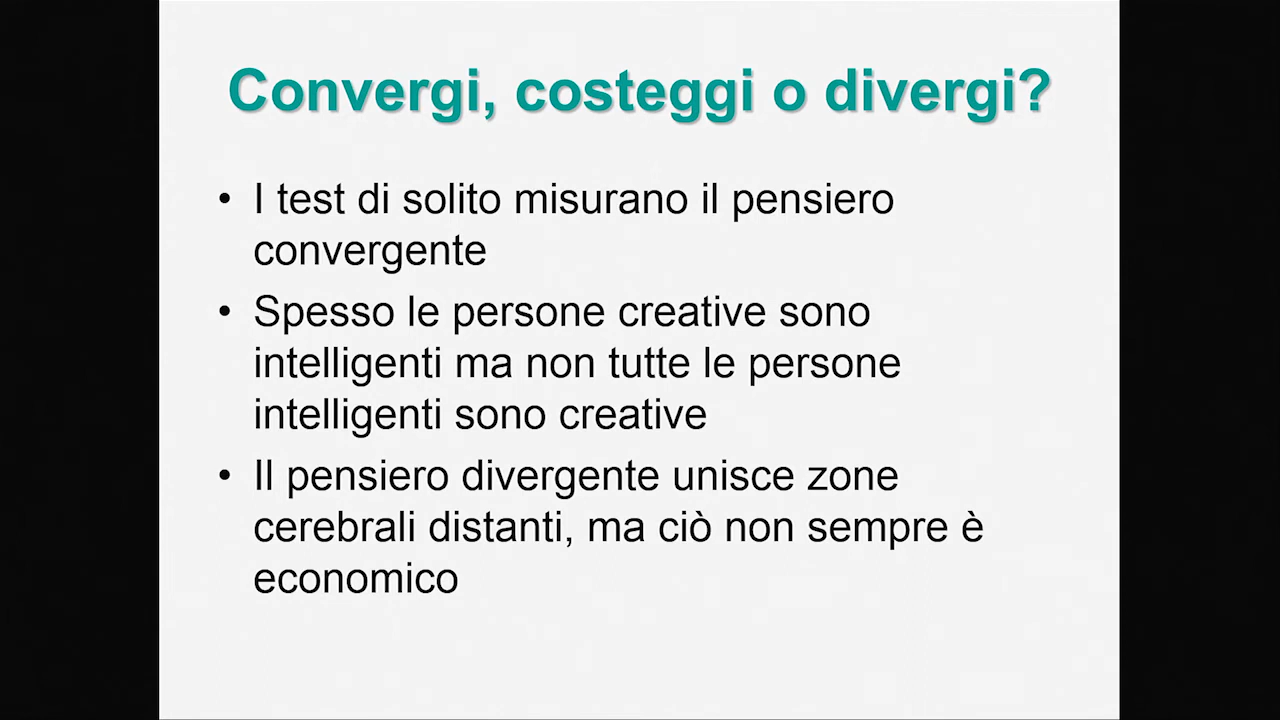 Convergi, costeggi o divergi?
• I test di solito misurano il pensiero
convergente
• Spesso le persone creative sono
intelligenti ma non tutte le persone
intelligenti sono creative
• Il pensiero divergente unisce zone
cerebrali distanti, ma ciò non sempre è
economico